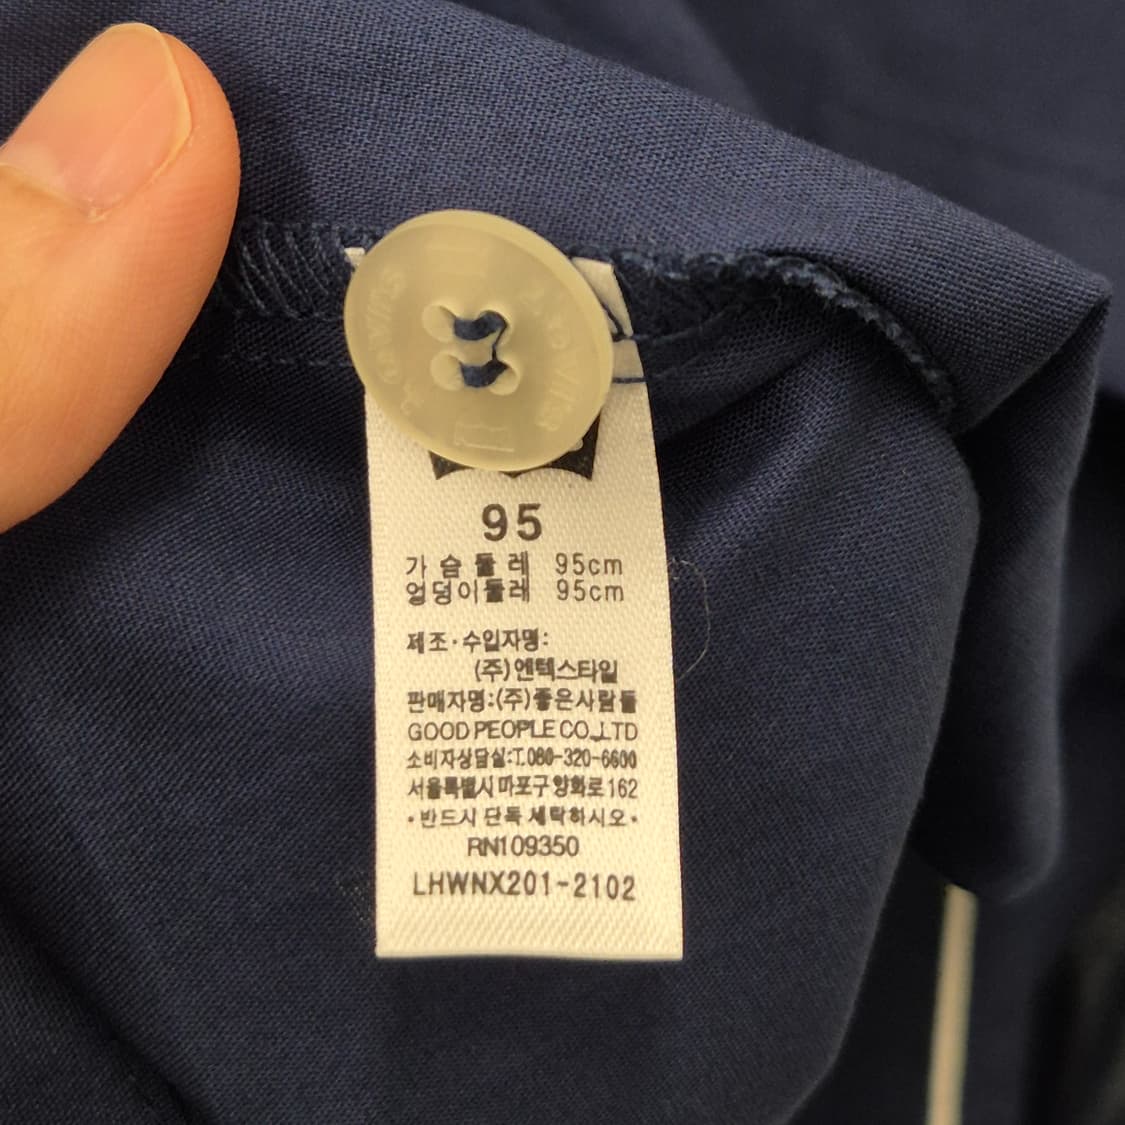 Levi's
Levi's
95
가슴둘레 95cm
엉덩이둘레 95cm
제조·수입자명:
(주)엔텍스타일
판매자명:(주)좋은사람들
GOOD PEOPLE CO.,LTD
소비자상담실:T.080-320-6600
서울특별시 마포구 양화로 162
·반드시 단독 세탁하시오·
RN109350
LHWNX201-2102